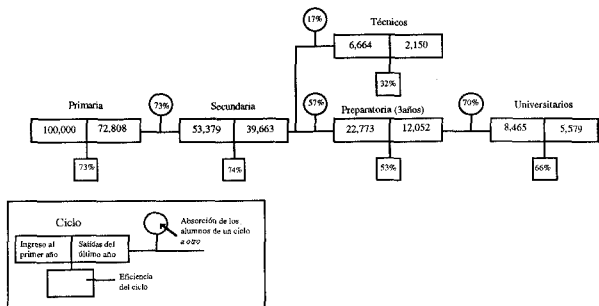 17%
Técnicos
6,664 2,150
32%
Primaria
73%
Secundaria
57%
Preparatoria (3años)
70%
Universitarios
100,000 72,808
53,379 39,663
22,773 12,052
8,465 5,579
73%
74%
53%
66%
Ciclo
Absorción de los
alumnos de un ciclo
a otro
Ingreso al
primer año
Salidas del
último año
Eficiencia
del ciclo